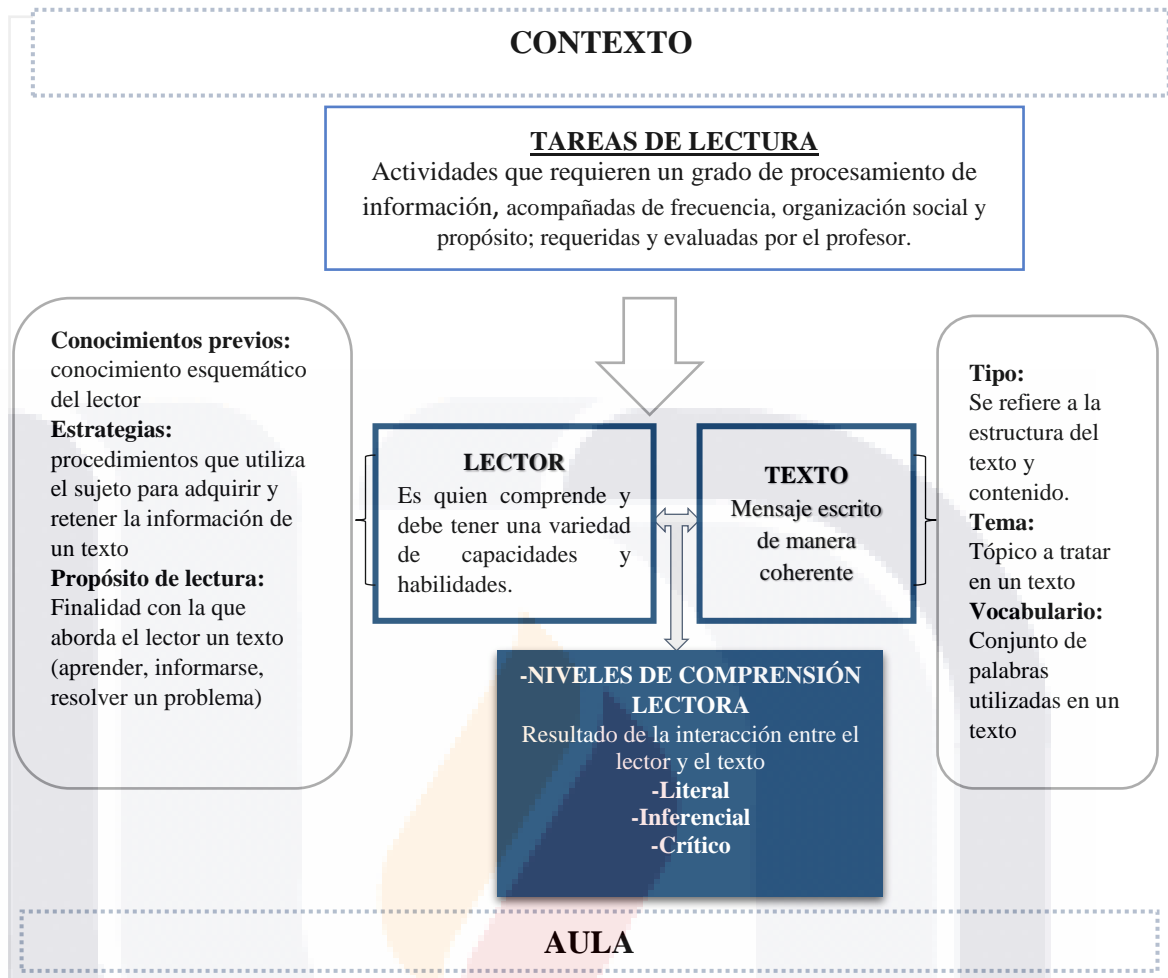 CONTEXTO
TAREAS DE LECTURA
Actividades que requieren un grado de procesamiento de
información, acompañadas de frecuencia, organización social y
propósito; requeridas y evaluadas por el profesor.
Conocimientos previos:
conocimiento esquemático
del lector
Estrategias:
procedimientos que utiliza
el sujeto para adquirir y
retener la información de
un texto
Propósito de lectura:
Finalidad con la que
aborda el lector un texto
(aprender, informarse,
resolver un problema)
LECTOR
Es quien comprende y
debe tener una variedad
de capacidades y
habilidades.
TEXTO
Mensaje escrito
de manera
coherente
Tipo:
Se refiere a la
estructura del
texto y
contenido.
Tema:
Tópico a tratar
en un texto
Vocabulario:
Conjunto de
palabras
utilizadas en un
texto
-NIVELES DE COMPRENSIÓN
LECTORA
Resultado de la interacción entre el
lector y el texto
-Literal
-Inferencial
-Crítico
AULA